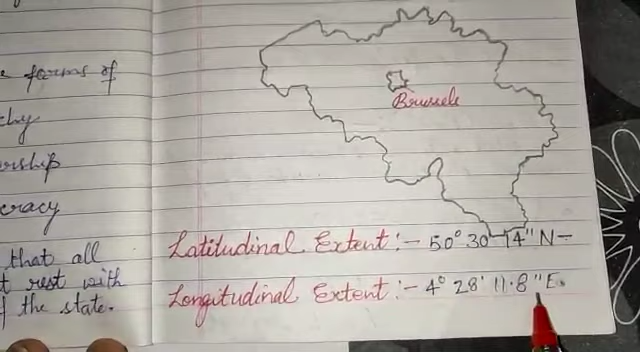 forms of
cracy
that all
rest with
the state.
Brussels
Latitudinal Extent :- 50° 30' 14" N -
Longitudinal Extent :- 4° 28' 11.8" E.